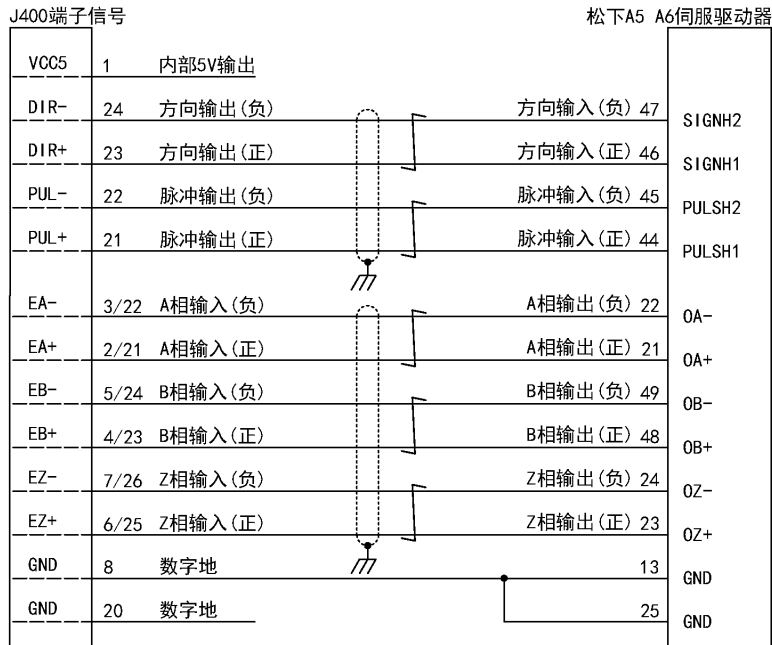 J400端子信号 松下A5 A6伺服驱动器
VCC5 1 内部5V输出
DIR- 24 方向输出(负) 方向输入(负) 47 SIGNH2
DIR+ 23 方向输出(正) 方向输入(正) 46 SIGNH1
PUL- 22 脉冲输出(负) 脉冲输入(负) 45 PULSH2
PUL+ 21 脉冲输出(正) 脉冲输入(正) 44 PULSH1
EA- 3/22 A相输入(负) A相输出(负) 22 OA-
EA+ 2/21 A相输入(正) A相输出(正) 21 OA+
EB- 5/24 B相输入(负) B相输出(负) 49 OB-
EB+ 4/23 B相输入(正) B相输出(正) 48 OB+
EZ- 7/26 Z相输入(负) Z相输出(负) 24 OZ-
EZ+ 6/25 Z相输入(正) Z相输出(正) 23 OZ+
GND 8 数字地 13 GND
GND 20 数字地 25 GND